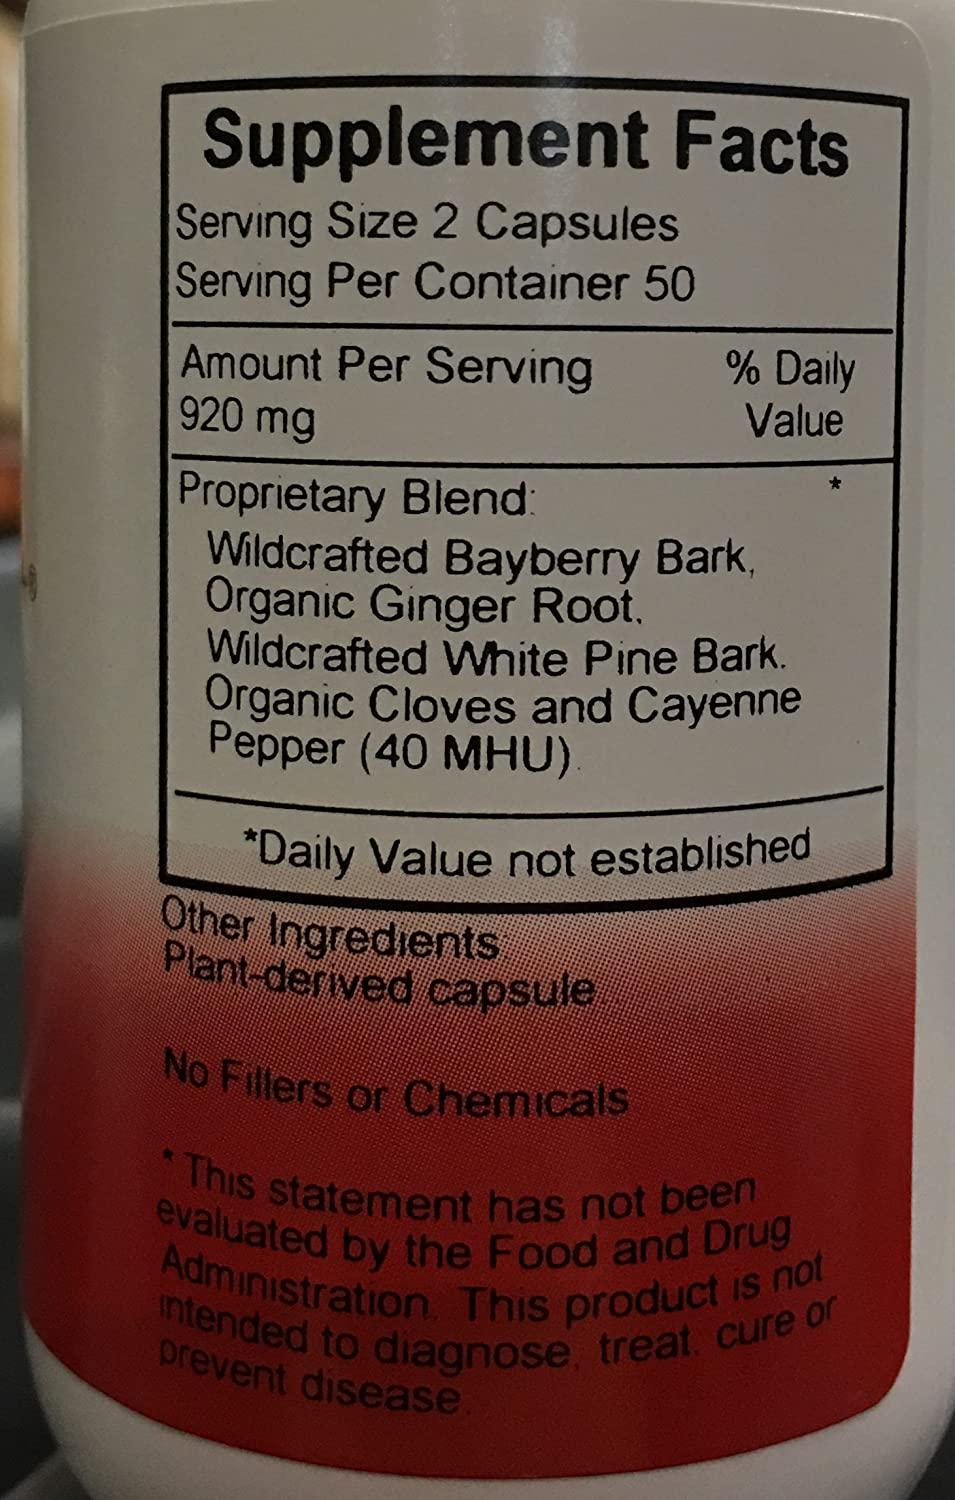 Supplement Facts
Serving Size 2 Capsules
Serving Per Container 50
Amount Per Serving % Daily
920 mg Value
Proprietary Blend: *
Wildcrafted Bayberry Bark,
Organic Ginger Root,
Wildcrafted White Pine Bark.
Organic Cloves and Cayenne
Pepper (40 MHU).
*Daily Value not established
Other Ingredients:
Plant-derived capsule
No Fillers or Chemicals
* This statement has not been
evaluated by the Food and Drug
Administration. This product is not
intended to diagnose, treat, cure or
prevent disease.
®